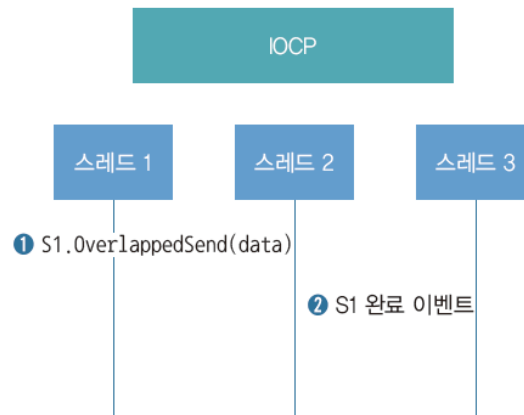 IOCP
스레드 1
스레드 2
스레드 3
❶ S1.OverlappedSend(data)
❷ S1 완료 이벤트